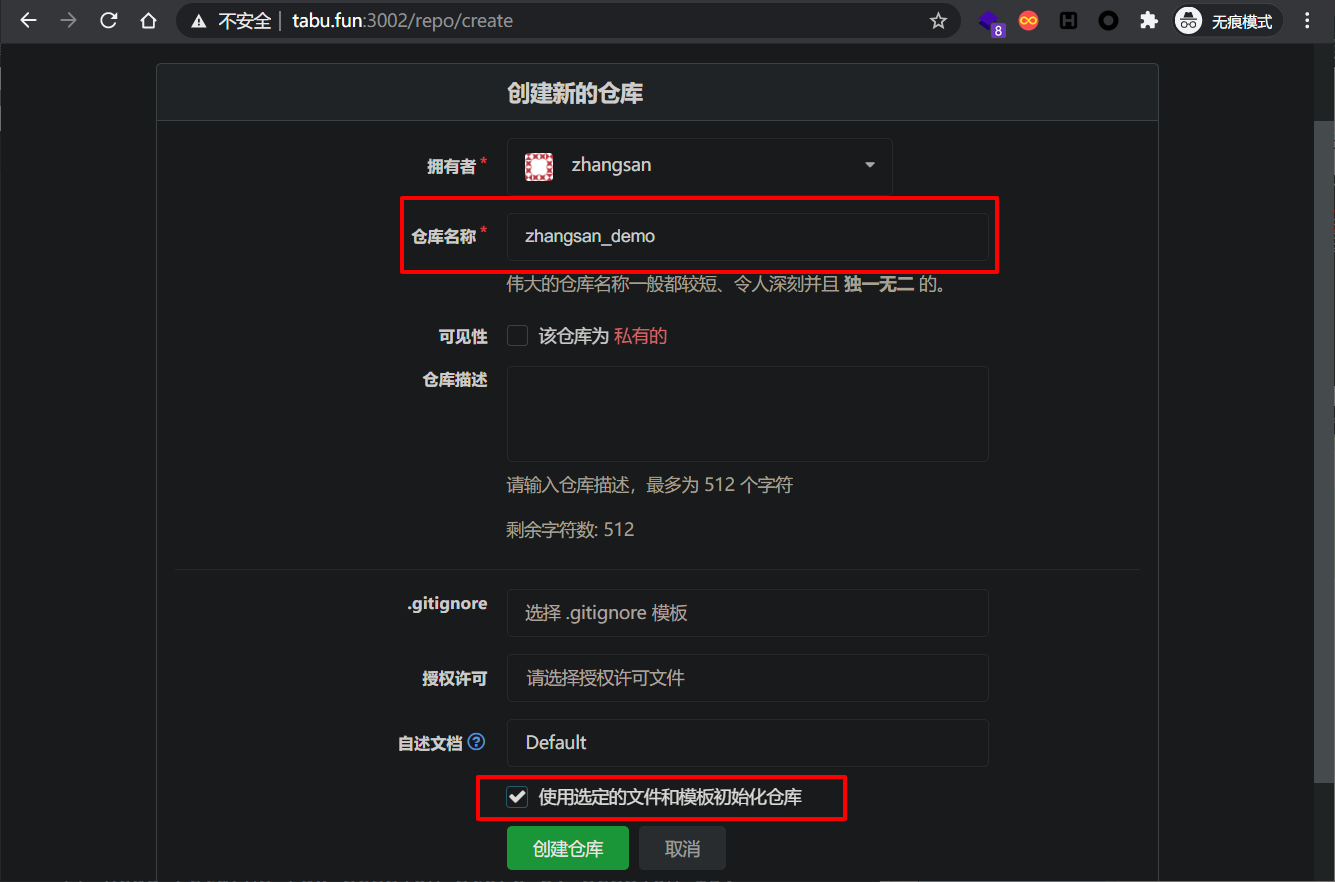 不安全 | tabu.fun:3002/repo/create
8
无痕模式
创建新的仓库
拥有者 * zhangsan
仓库名称 * zhangsan_demo
伟大的仓库名称一般都较短、令人深刻并且 独一无二 的。
可见性 该仓库为 私有的
仓库描述
请输入仓库描述，最多为 512 个字符
剩余字符数: 512
.gitignore 选择 .gitignore 模板
授权许可 请选择授权许可文件
自述文档 ? Default
使用选定的文件和模板初始化仓库
创建仓库 取消